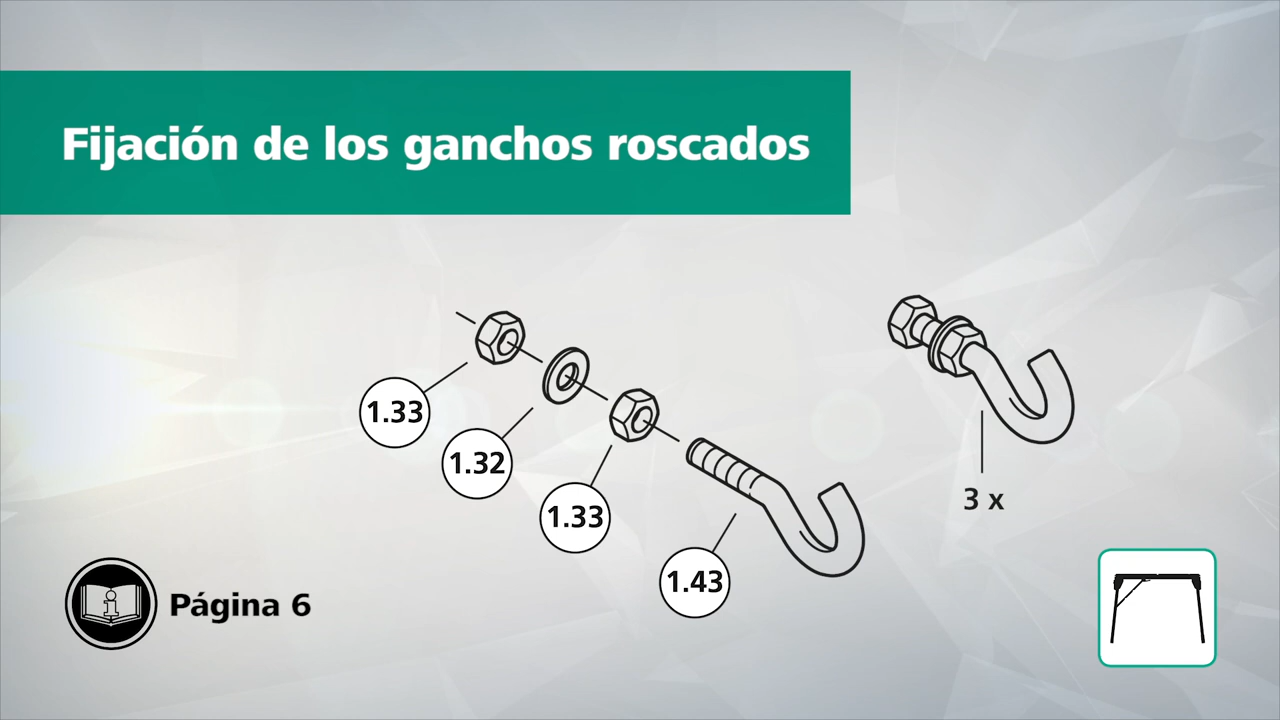 Fijación de los ganchos roscados
1.33
1.32
1.33
1.43
3 x
i
Página 6